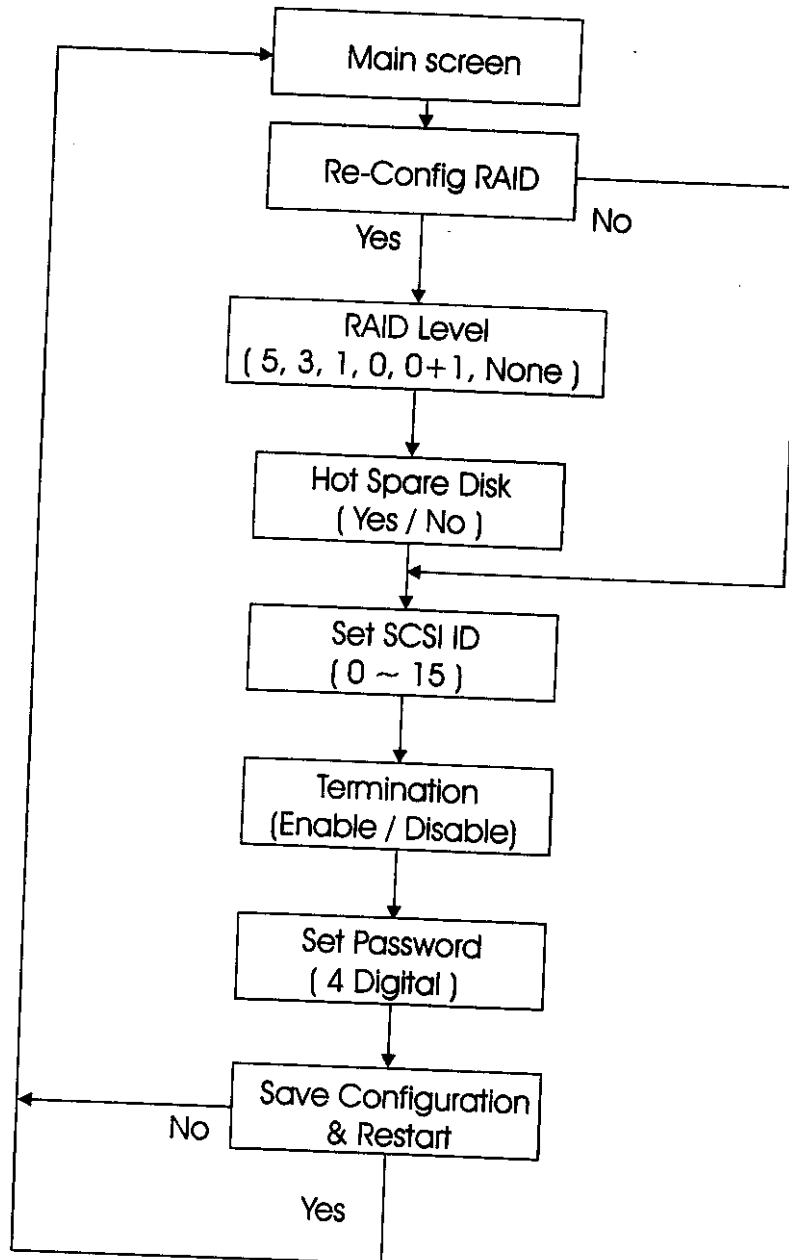 Main screen
Re-Config RAID
No
Yes
RAID Level
( 5, 3, 1, 0, 0+1, None )
Hot Spare Disk
( Yes / No )
Set SCSI ID
( 0 ~ 15 )
Termination
(Enable / Disable)
Set Password
( 4 Digital )
Save Configuration
& Restart
No
Yes